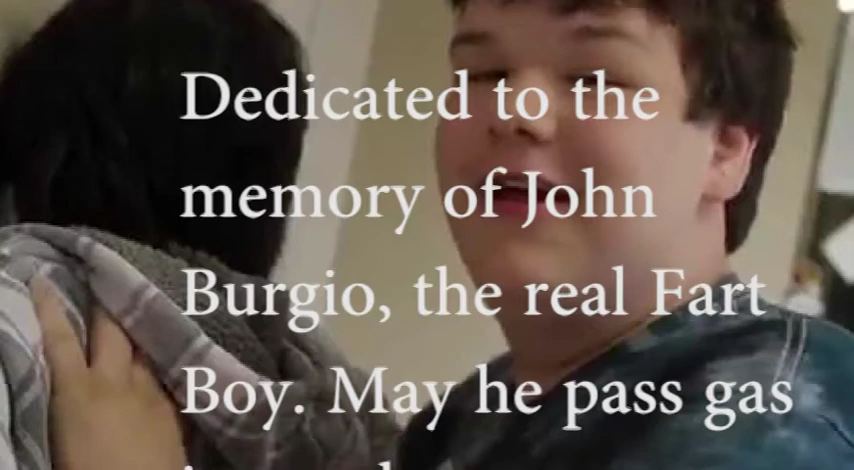 Dedicated to the
memory of John
Burgio, the real Fart
Boy. May he pass gas